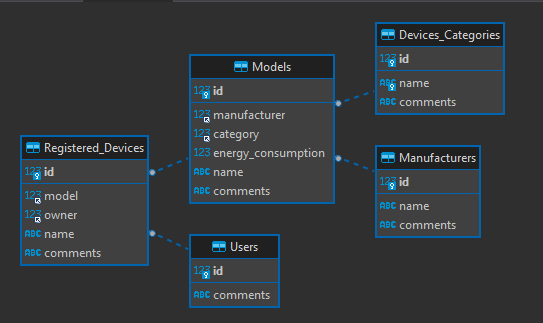 Devices_Categories
123 id
ABC name
ABC comments
Models
123 id
123 manufacturer
123 category
123 energy_consumption
ABC name
ABC comments
Registered_Devices
123 id
123 model
123 owner
ABC name
ABC comments
Manufacturers
123 id
ABC name
ABC comments
Users
123 id
ABC comments